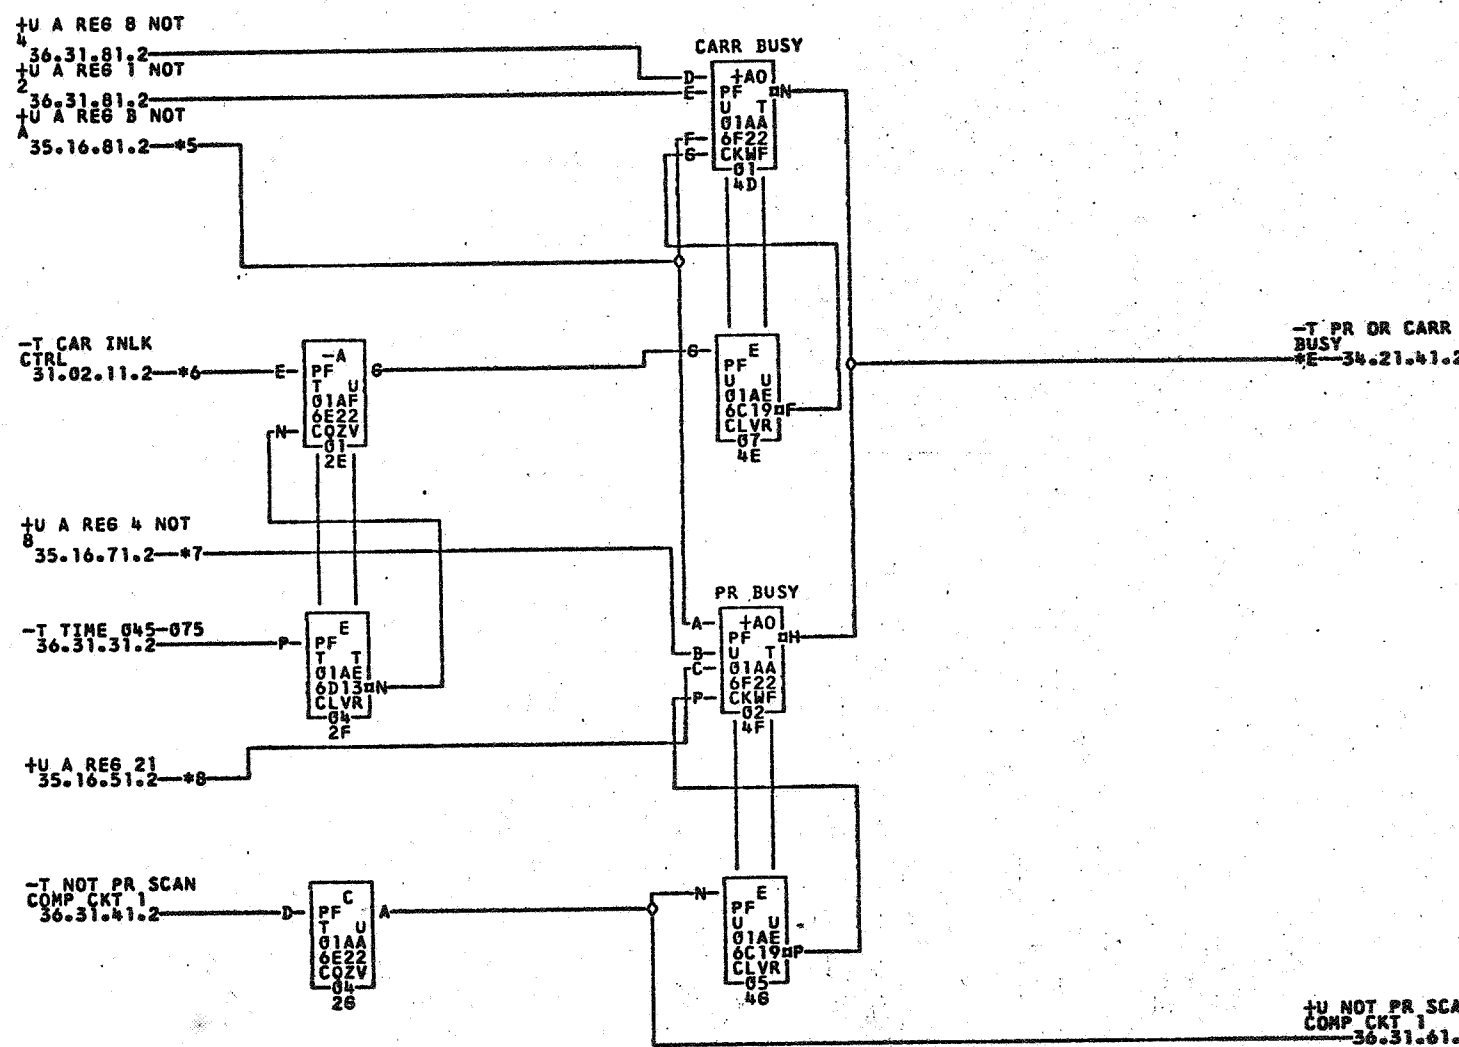 +U A REG 8 NOT
4
36.31.81.2
+U A REG 1 NOT
2
36.31.81.2
+U A REG B NOT
A
35.16.81.2 *5
CARR BUSY
D +AO
E PF ¤N
U T
01AA
F 6F22
G CKWF
01
4D
-T CAR INLK
CTRL
31.02.11.2 *6
-A
E PF G
T U
01AF
6E22
N CQZV
01
2E
G E
PF
U U
01AE
6C19¤F
CLVR
07
4E
-T PR OR CARR
BUSY
*E 34.21.41.2
+U A REG 4 NOT
8
35.16.71.2 *7
-T TIME 045-075
36.31.31.2
E
P PF
T T
01AE
6D13¤N
CLVR
04
2F
PR BUSY
A +AO
PF ¤H
B U T
C 01AA
6F22
P CKWF
02
4F
+U A REG 21
35.16.51.2 *8
-T NOT PR SCAN
COMP CKT 1
36.31.41.2
C
D PF A
T U
01AA
6E22
CQZV
04
2G
N E
PF
U U
01AE
6C19¤P
CLVR
05
4G
+U NOT PR SCA
COMP CKT 1
36.31.61.